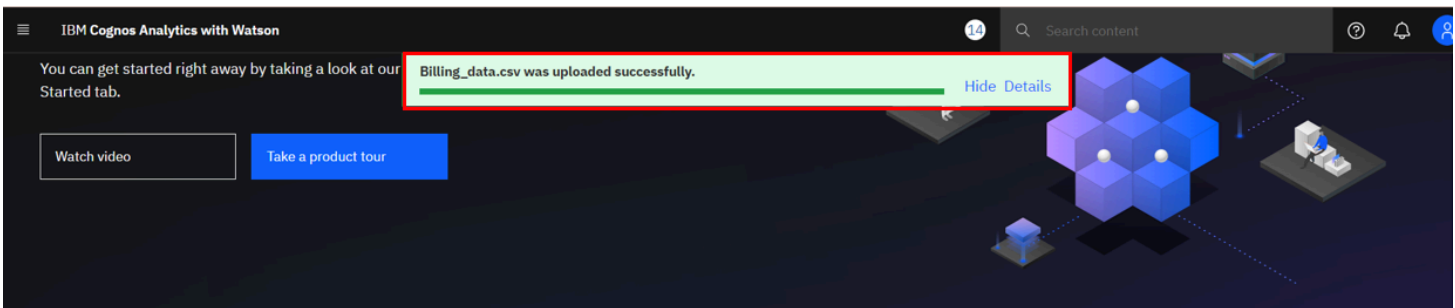 IBM Cognos Analytics with Watson
14
Search content
You can get started right away by taking a look at our
Started tab.
Billing_data.csv was uploaded successfully.
Hide Details
Watch video
Take a product tour